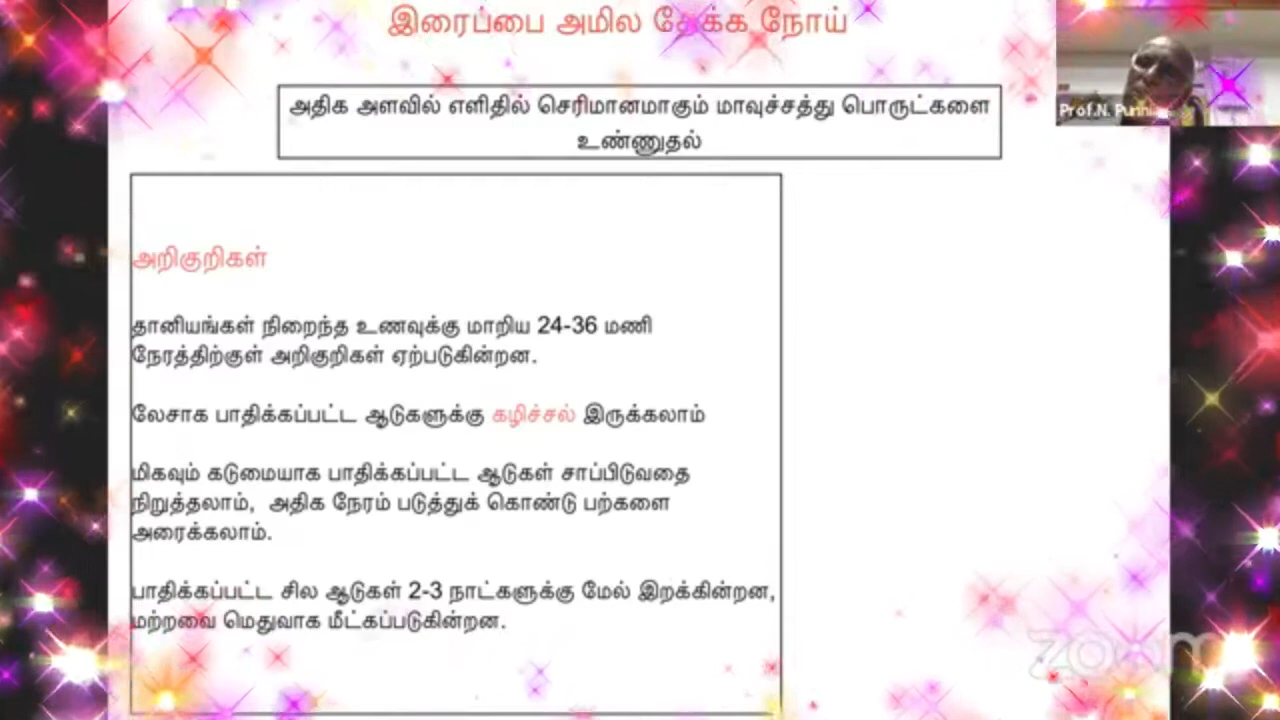 இரைப்பை அமில தேக்க நோய்
அதிக அளவில் எளிதில் செரிமானமாகும் மாவுச்சத்து பொருட்களை
உண்ணுதல்
Prof.N.
அறிகுறிகள்
தானியங்கள் நிறைந்த உணவுக்கு மாறிய 24-36 மணி
நேரத்திற்குள் அறிகுறிகள் ஏற்படுகின்றன.
லேசாக பாதிக்கப்பட்ட ஆடுகளுக்கு கழிச்சல் இருக்கலாம்
மிகவும் கடுமையாக பாதிக்கப்பட்ட ஆடுகள் சாப்பிடுவதை
நிறுத்தலாம், அதிக நேரம் படுத்துக் கொண்டு பற்களை
அரைக்கலாம்.
பாதிக்கப்பட்ட சில ஆடுகள் 2-3 நாட்களுக்கு மேல் இறக்கின்றன,
மற்றவை மெதுவாக மீட்கப்படுகின்றன.
zoom